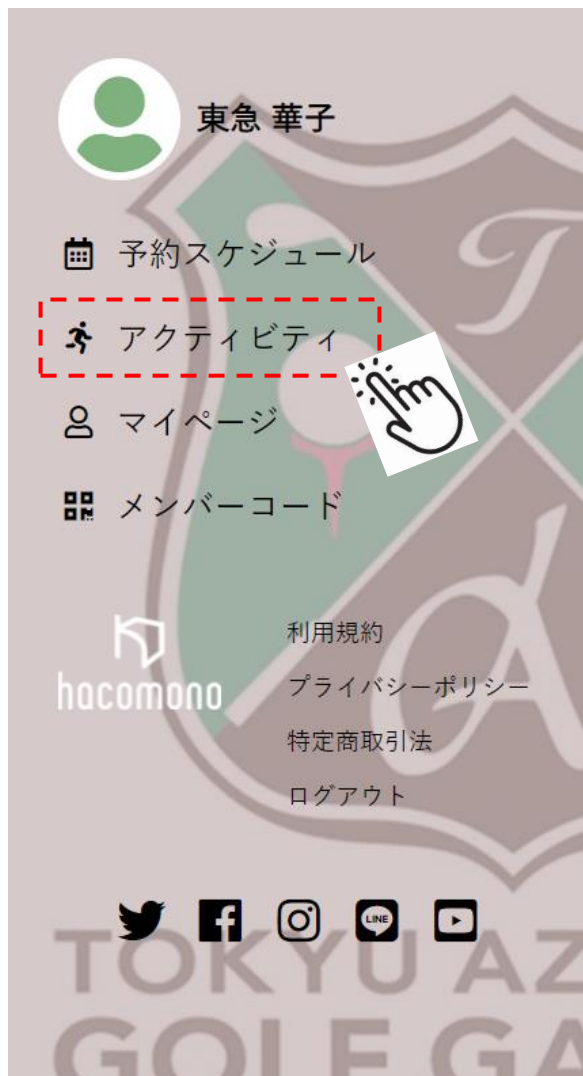 東急 華子
予約スケジュール
アクティビティ
マイページ
メンバーコード
hacomono
利用規約
プライバシーポリシー
特定商取引法
ログアウト
LINE
T
A
TOKYU AZ
GOLF GA